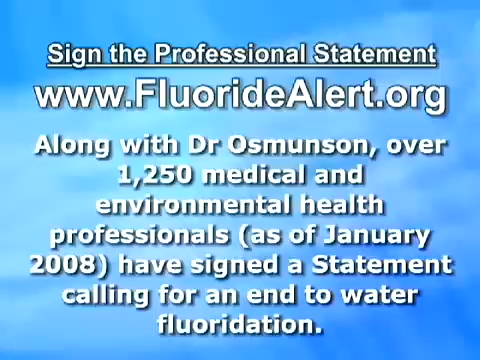 Sign the Professional Statement
www.FluorideAlert.org
Along with Dr Osmunson, over
1,250 medical and
environmental health
professionals (as of January
2008) have signed a Statement
calling for an end to water
fluoridation.